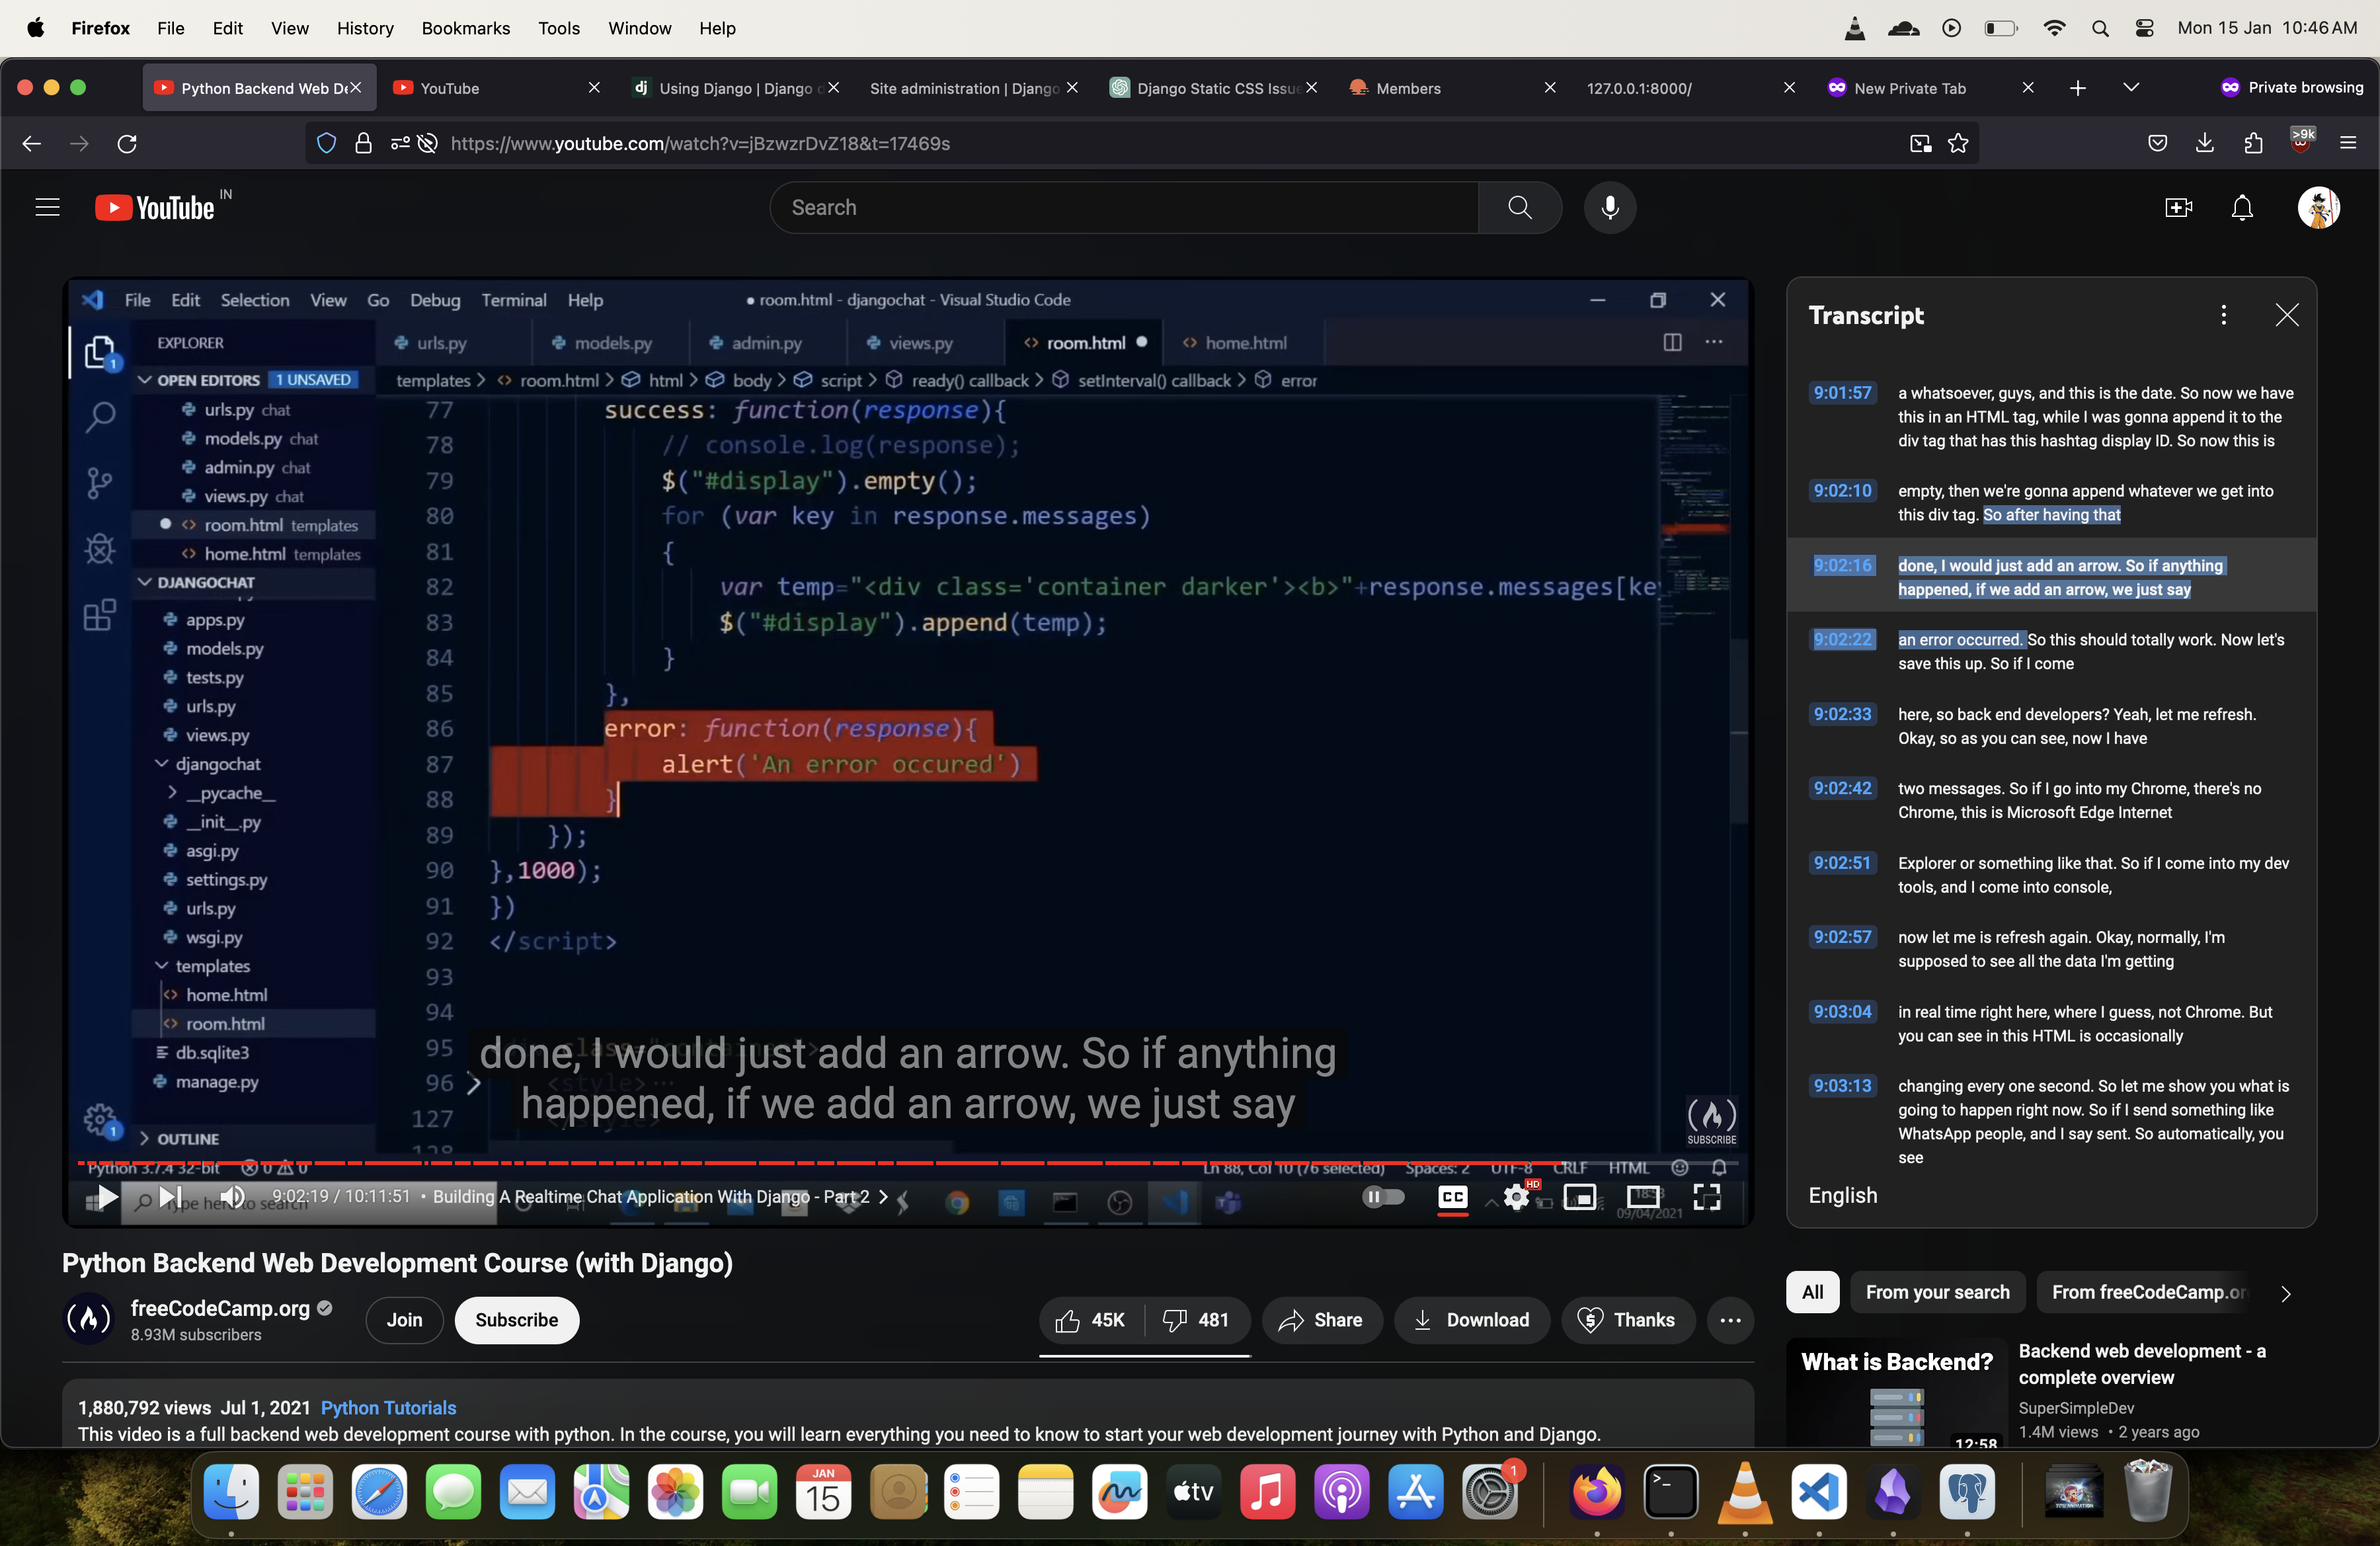 Firefox File Edit View History Bookmarks Tools Window Help Mon 15 Jan 10:46 AM
Python Backend Web De YouTube Using Django | Django d Site administration | Django Django Static CSS Issue Members 127.0.0.1:8000/ New Private Tab Private browsing
https://www.youtube.com/watch?v=jBzwzrDvZ18&t=17469s >9k
YouTube IN Search
File Edit Selection View Go Debug Terminal Help ● room.html - djangochat - Visual Studio Code
EXPLORER urls.py models.py admin.py views.py room.html home.html
OPEN EDITORS 1 UNSAVED
templates > room.html > html > body > script > ready() callback > setInterval() callback > error
urls.py chat
models.py chat
admin.py chat
views.py chat
room.html templates
home.html templates
DJANGOCHAT
apps.py
models.py
tests.py
urls.py
views.py
djangochat
__pycache__
__init__.py
asgi.py
settings.py
urls.py
wsgi.py
templates
home.html
room.html
db.sqlite3
manage.py
OUTLINE
77 success: function(response){
78 // console.log(response);
79 $("#display").empty();
80 for (var key in response.messages)
81 {
82 var temp="<div class='container darker'><b>"+response.messages[ke
83 $("#display").append(temp);
84 }
85 },
86 error: function(response){
87 alert('An error occured')
88 }
89 });
90 },1000);
91 })
92 </script>
93
94
95
96 <style>
127
done, I would just add an arrow. So if anything
happened, if we add an arrow, we just say
SUBSCRIBE
Python 3.7.4 32-bit 0 0 Ln 88, Col 10 (76 selected) Spaces: 2 UTF-8 CRLF HTML
9:02:19 / 10:11:51 • Building A Realtime Chat Application With Django - Part 2 > CC HD
Type here to search
09/04/2021
Transcript
9:01:57 a whatsoever, guys, and this is the date. So now we have
this in an HTML tag, while I was gonna append it to the
div tag that has this hashtag display ID. So now this is
9:02:10 empty, then we're gonna append whatever we get into
this div tag. So after having that
9:02:16 done, I would just add an arrow. So if anything
happened, if we add an arrow, we just say
9:02:22 an error occurred. So this should totally work. Now let's
save this up. So if I come
9:02:33 here, so back end developers? Yeah, let me refresh.
Okay, so as you can see, now I have
9:02:42 two messages. So if I go into my Chrome, there's no
Chrome, this is Microsoft Edge Internet
9:02:51 Explorer or something like that. So if I come into my dev
tools, and I come into console,
9:02:57 now let me is refresh again. Okay, normally, I'm
supposed to see all the data I'm getting
9:03:04 in real time right here, where I guess, not Chrome. But
you can see in this HTML is occasionally
9:03:13 changing every one second. So let me show you what is
going to happen right now. So if I send something like
WhatsApp people, and I say sent. So automatically, you
see
English
Python Backend Web Development Course (with Django)
freeCodeCamp.org
8.93M subscribers
Join Subscribe 45K 481 Share Download Thanks
1,880,792 views Jul 1, 2021 Python Tutorials
This video is a full backend web development course with python. In the course, you will learn everything you need to know to start your web development journey with Python and Django.
All From your search From freeCodeCamp.or
What is Backend?
12:58
Backend web development - a
complete overview
SuperSimpleDev
1.4M views • 2 years ago
JAN
15
tv
1